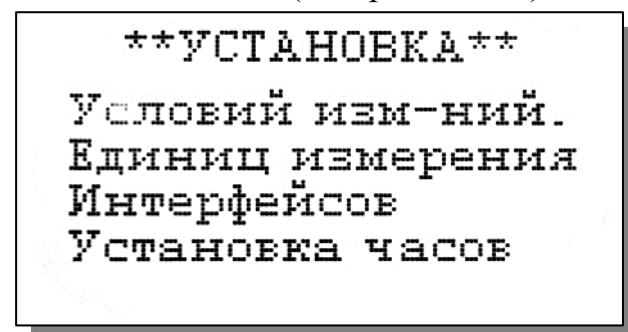 **УСТАНОВКА**
Условий изм-ний.
Единиц измерения
Интерфейсов
Установка часов